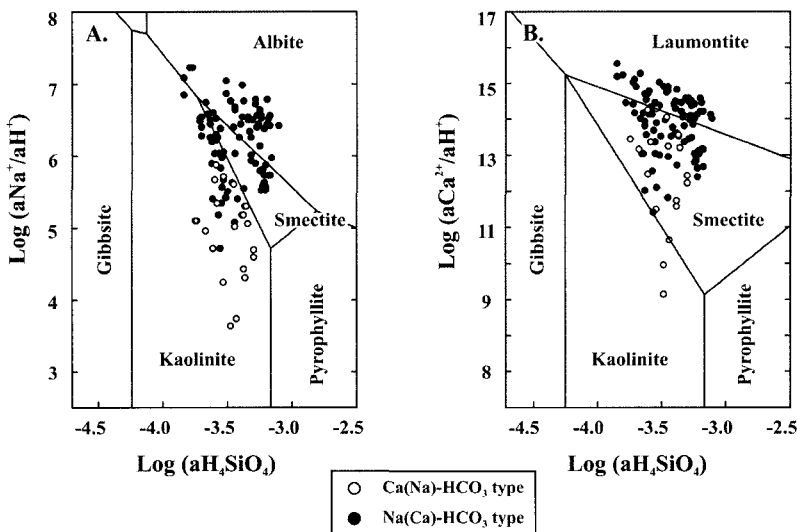 A.
Albite
Gibbsite
Smectite
Kaolinite
Pyrophyllite
8
7
6
5
4
3
-4.5 -4.0 -3.5 -3.0 -2.5
Log (aNa⁺/aH⁺)
Log (aH₄SiO₄)
B.
Laumontite
Gibbsite
Smectite
Kaolinite
Pyrophyllite
17
15
13
11
9
7
-4.5 -4.0 -3.5 -3.0 -2.5
Log (aCa²⁺/aH⁺)
Log (aH₄SiO₄)
Ca(Na)-HCO₃ type
Na(Ca)-HCO₃ type